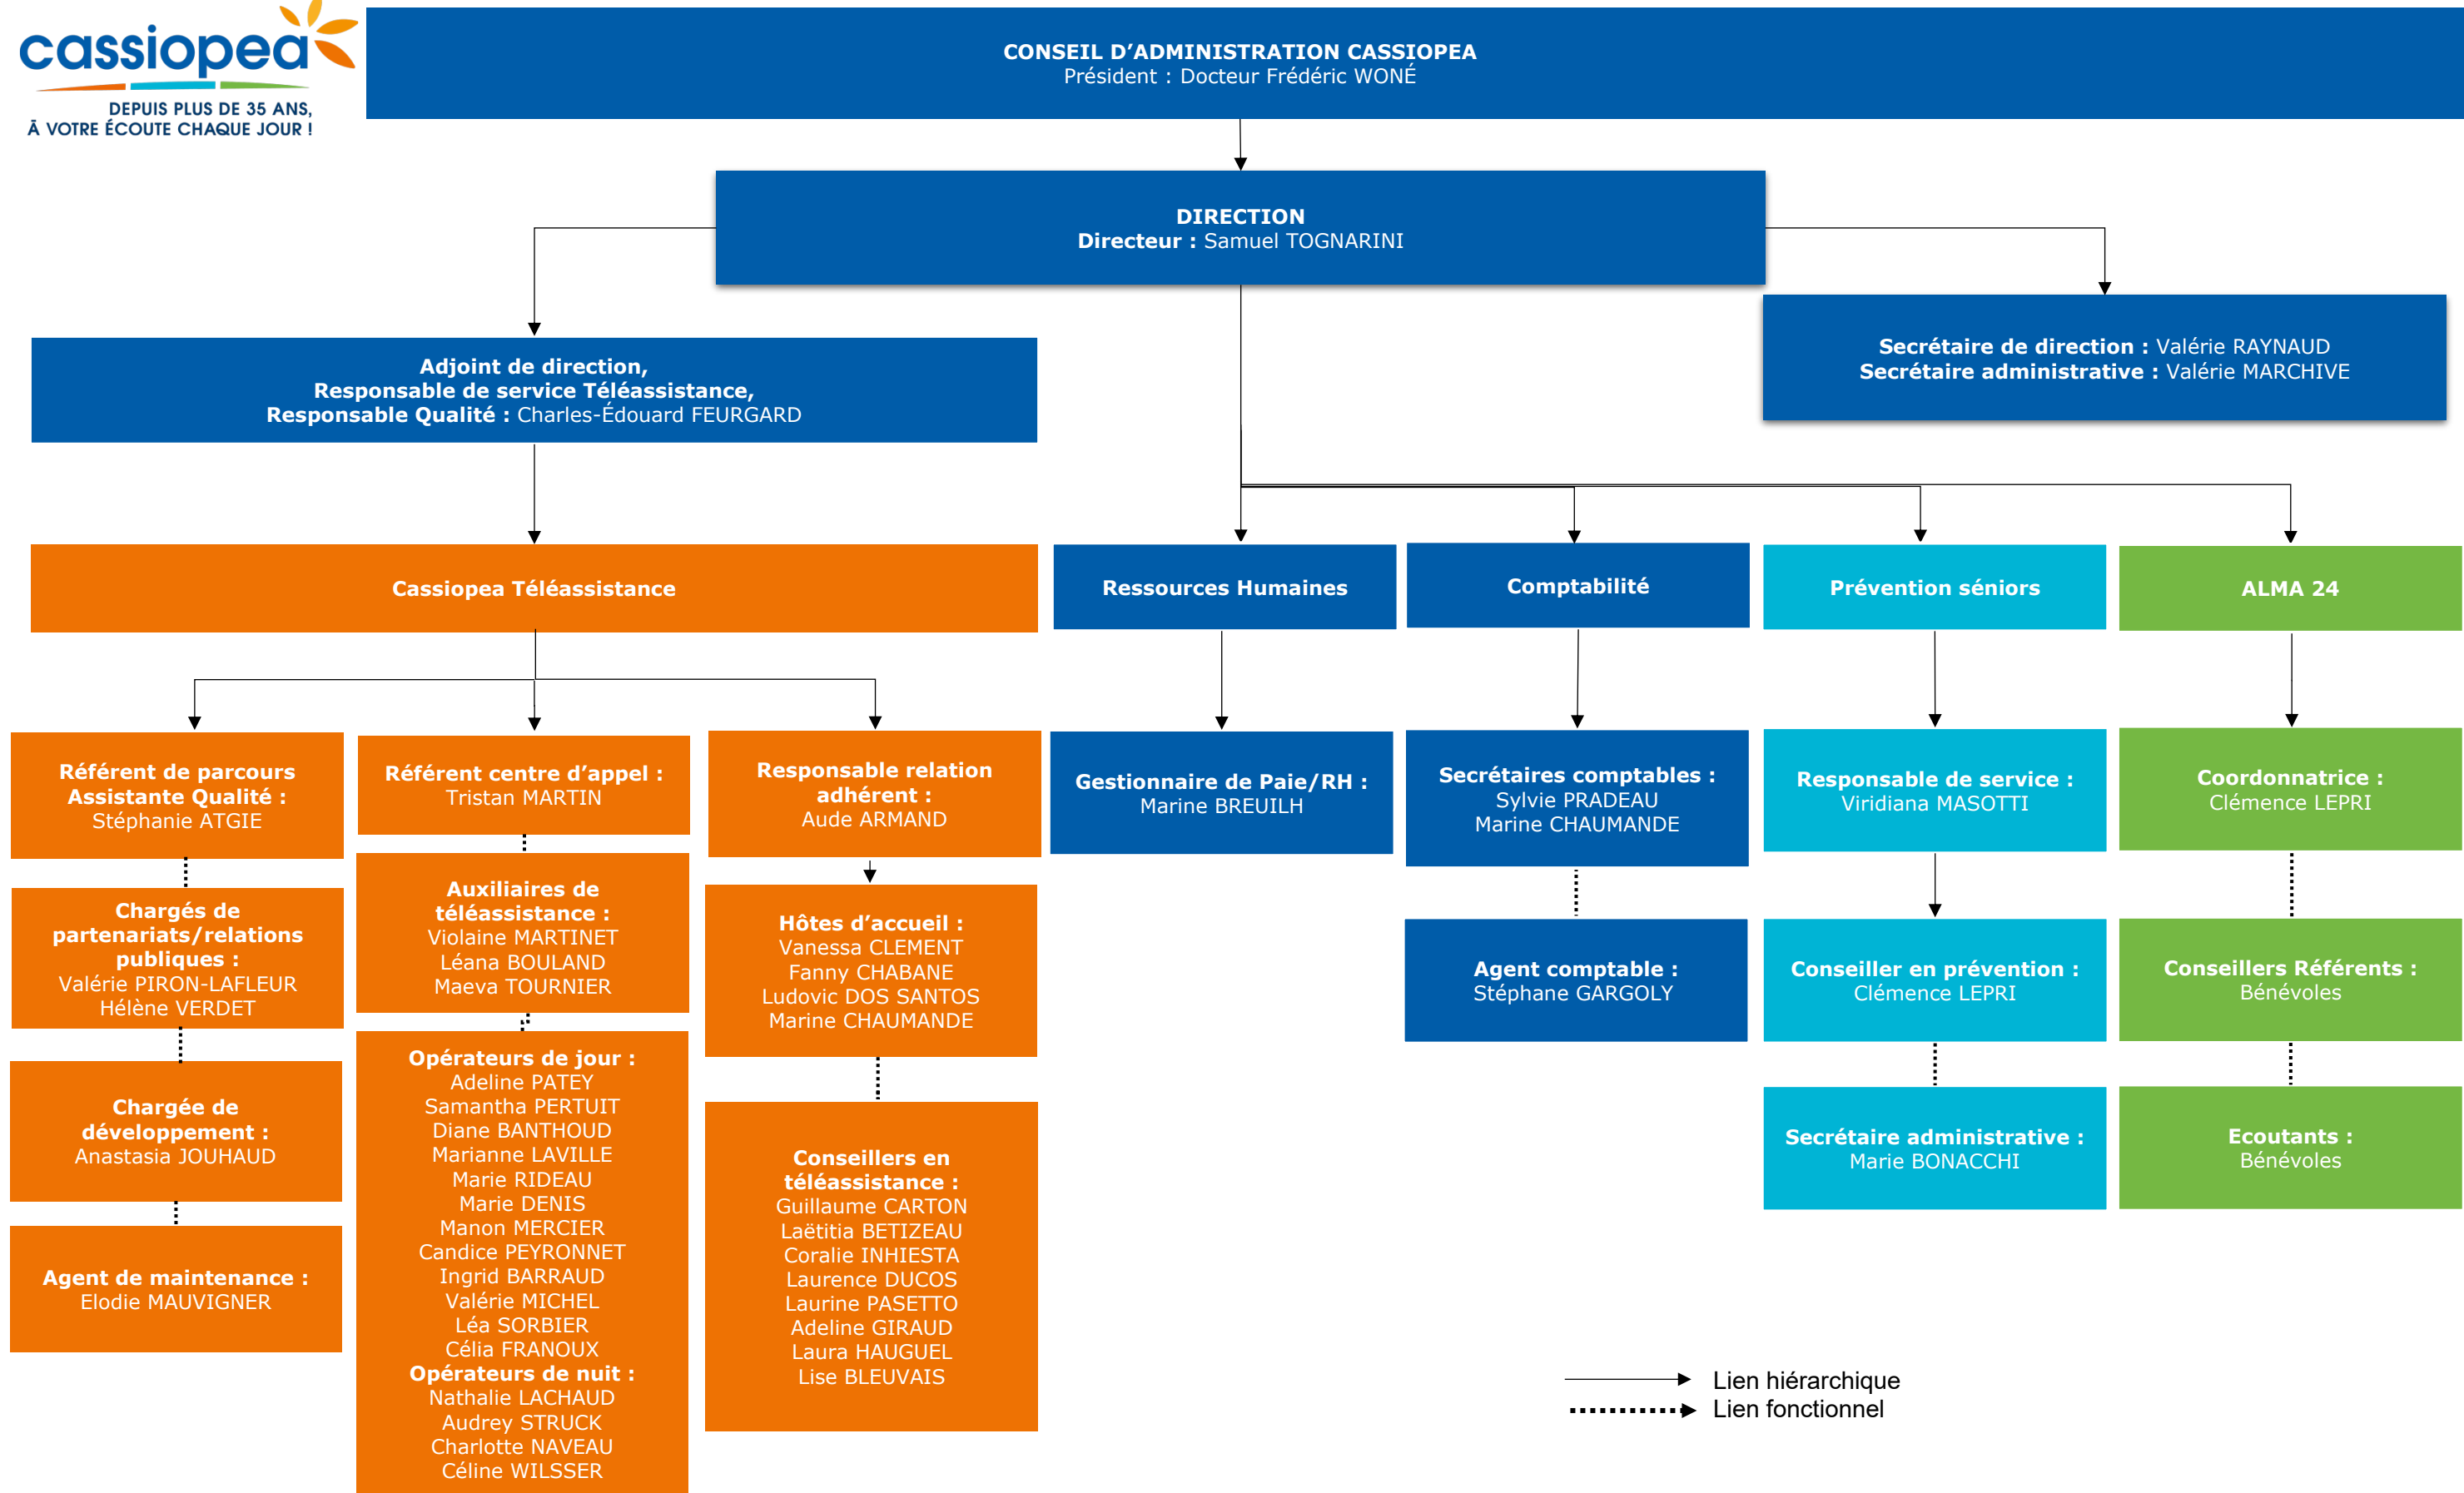 cassiopea
DEPUIS PLUS DE 35 ANS,
À VOTRE ÉCOUTE CHAQUE JOUR !
CONSEIL D’ADMINISTRATION CASSIOPEA
Président : Docteur Frédéric WONÉ
DIRECTION
Directeur : Samuel TOGNARINI
Secrétaire de direction : Valérie RAYNAUD
Secrétaire administrative : Valérie MARCHIVE
Adjoint de direction,
Responsable de service Téléassistance,
Responsable Qualité : Charles-Édouard FEURGARD
Cassiopea Téléassistance
Ressources Humaines
Comptabilité
Prévention séniors
ALMA 24
Référent de parcours
Assistante Qualité :
Stéphanie ATGIE
Chargés de
partenariats/relations
publiques :
Valérie PIRON-LAFLEUR
Hélène VERDET
Chargée de
développement :
Anastasia JOUHAUD
Agent de maintenance :
Elodie MAUVIGNER
Référent centre d’appel :
Tristan MARTIN
Auxiliaires de
téléassistance :
Violaine MARTINET
Léana BOULAND
Maeva TOURNIER
Opérateurs de jour :
Adeline PATEY
Samantha PERTUIT
Diane BANTHOUD
Marianne LAVILLE
Marie RIDEAU
Marie DENIS
Manon MERCIER
Candice PEYRONNET
Ingrid BARRAUD
Valérie MICHEL
Léa SORBIER
Célia FRANOUX
Opérateurs de nuit :
Nathalie LACHAUD
Audrey STRUCK
Charlotte NAVEAU
Céline WILSSER
Responsable relation
adhérent :
Aude ARMAND
Hôtes d’accueil :
Vanessa CLEMENT
Fanny CHABANE
Ludovic DOS SANTOS
Marine CHAUMANDE
Conseillers en
téléassistance :
Guillaume CARTON
Laëtitia BETIZEAU
Coralie INHIESTA
Laurence DUCOS
Laurine PASETTO
Adeline GIRAUD
Laura HAUGUEL
Lise BLEUVAIS
Gestionnaire de Paie/RH :
Marine BREUILH
Secrétaires comptables :
Sylvie PRADEAU
Marine CHAUMANDE
Agent comptable :
Stéphane GARGOLY
Responsable de service :
Viridiana MASOTTI
Conseiller en prévention :
Clémence LEPRI
Secrétaire administrative :
Marie BONACCHI
Coordonnatrice :
Clémence LEPRI
Conseillers Référents :
Bénévoles
Ecoutants :
Bénévoles
Lien hiérarchique
Lien fonctionnel